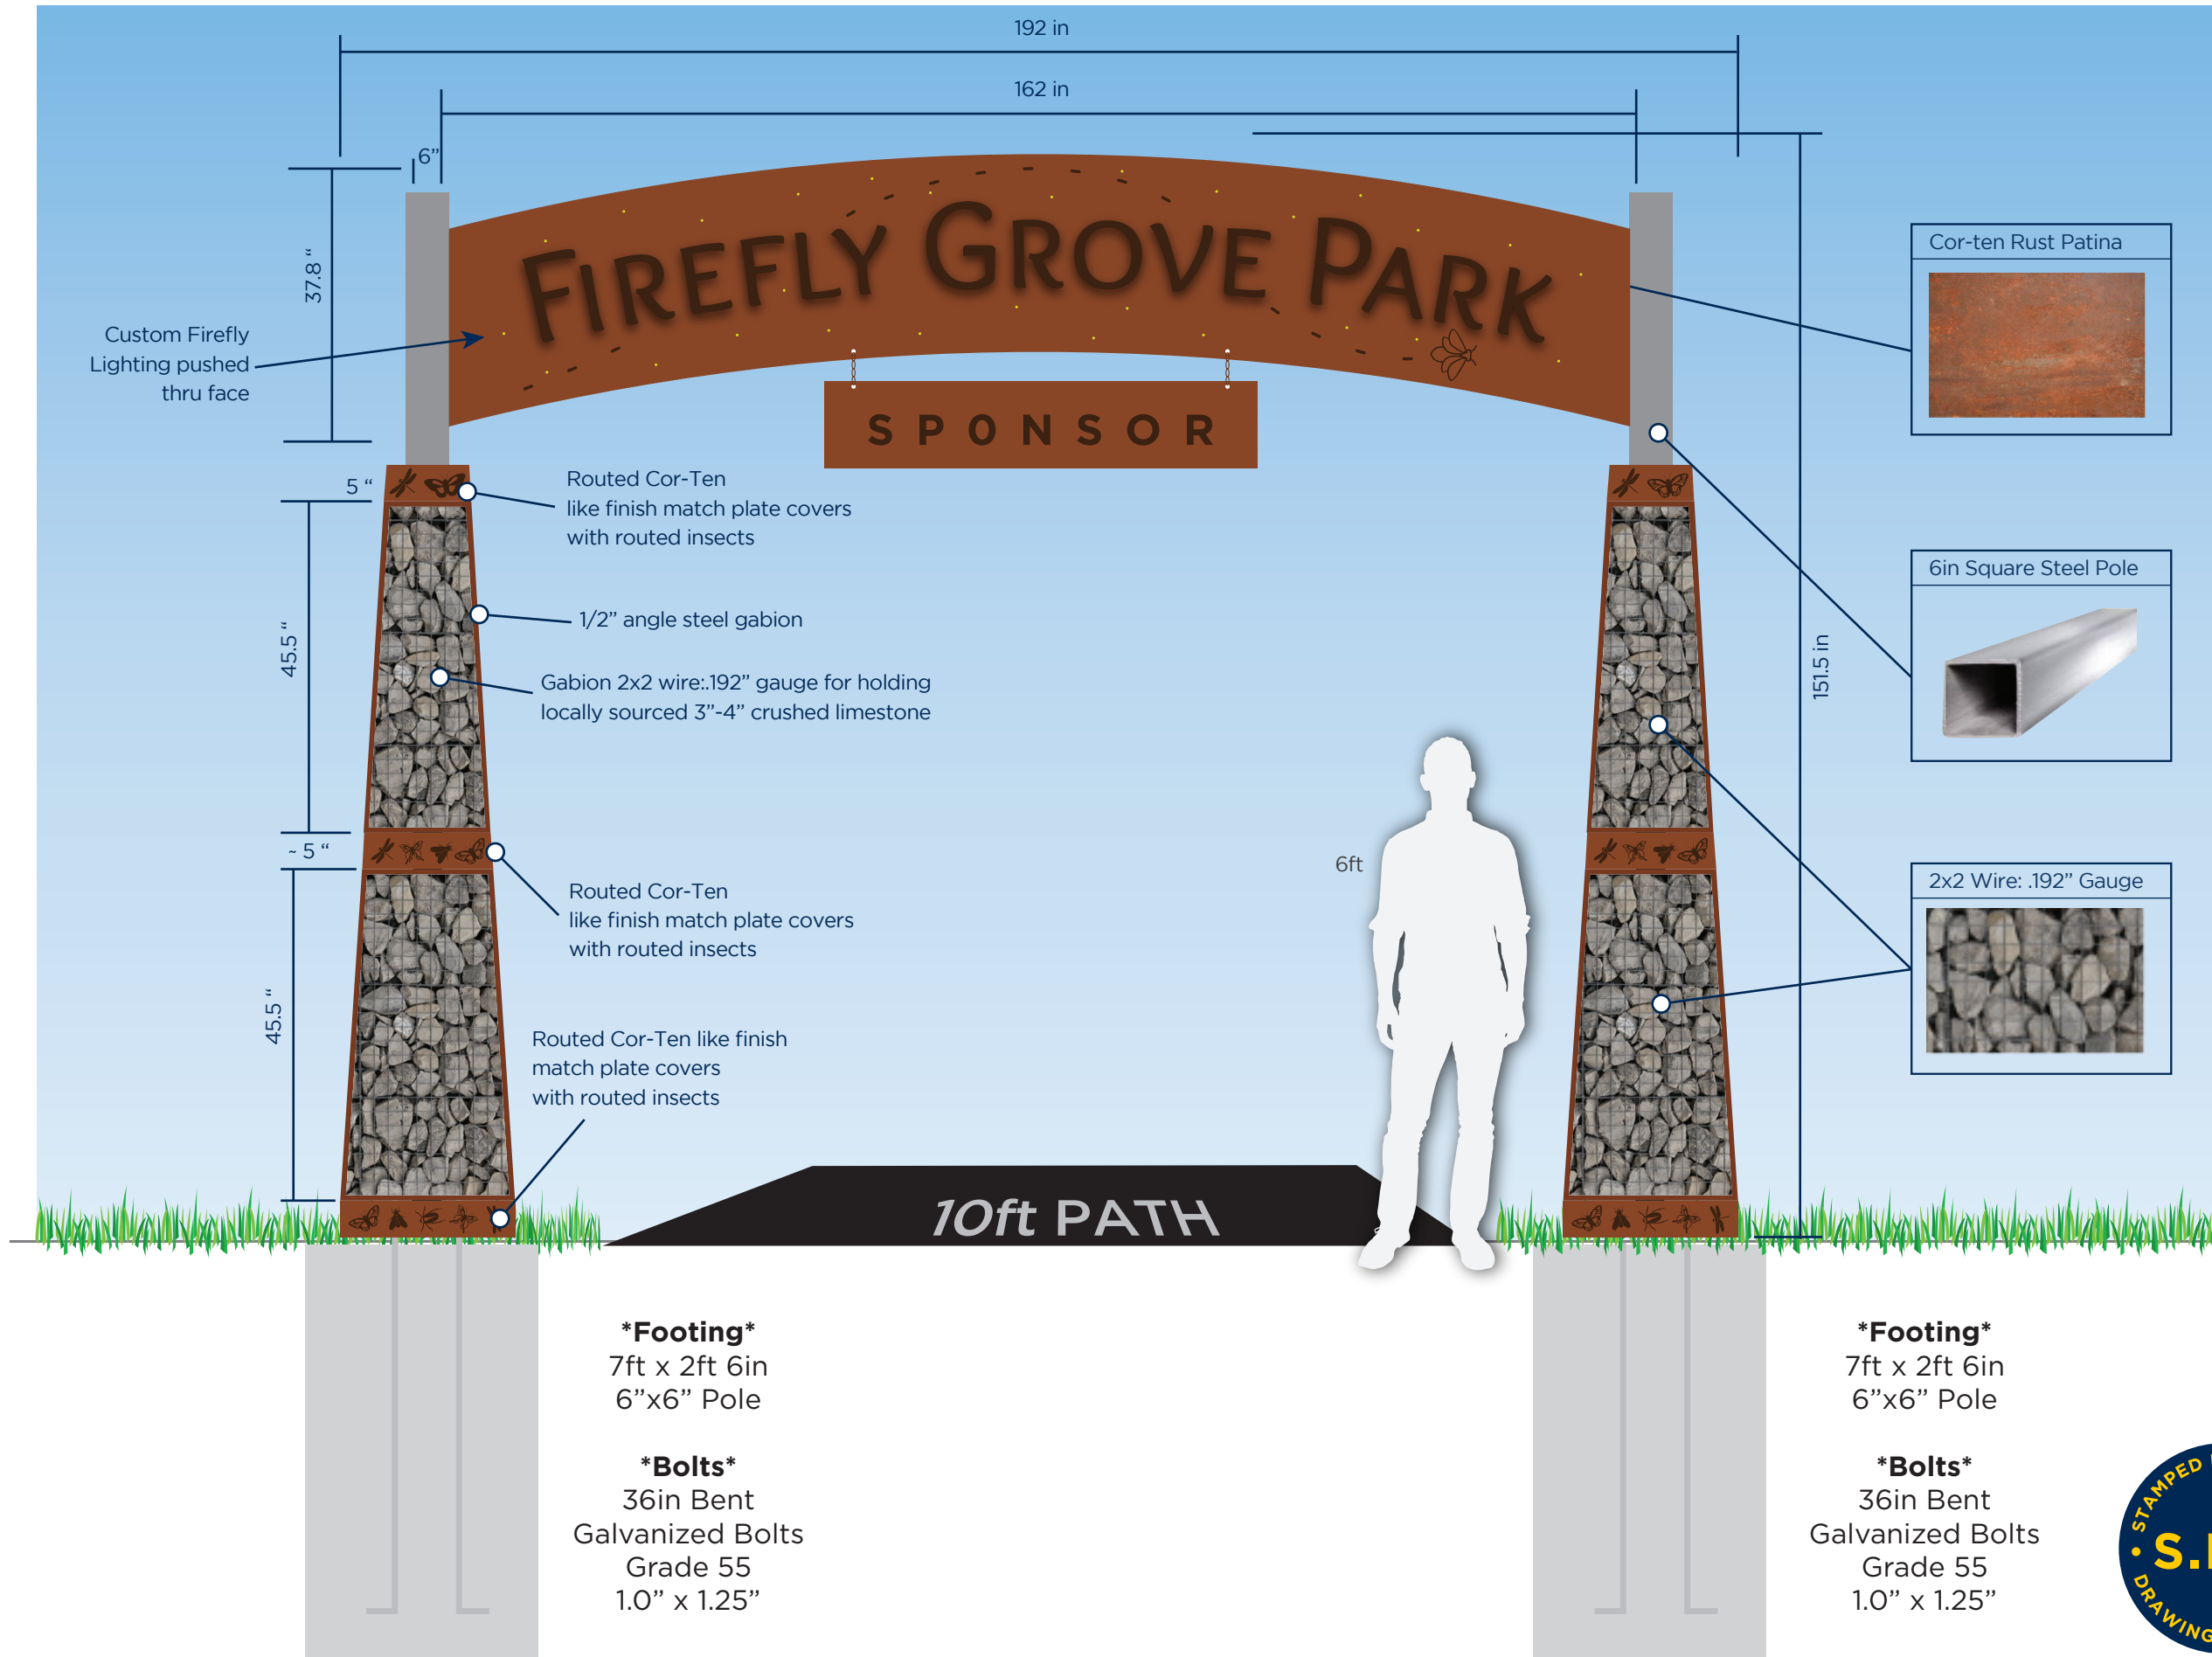 192 in
162 in
6”
37.8 “
FIREFLY GROVE PARK
Custom Firefly
Lighting pushed
thru face
SP0NSOR
Cor-ten Rust Patina
5 “
Routed Cor-Ten
like finish match plate covers
with routed insects
6in Square Steel Pole
45.5 “
1/2” angle steel gabion
Gabion 2x2 wire:.192” gauge for holding
locally sourced 3”-4” crushed limestone
151.5 in
~ 5 “
6ft
Routed Cor-Ten
like finish match plate covers
with routed insects
2x2 Wire: .192” Gauge
45.5 “
Routed Cor-Ten like finish
match plate covers
with routed insects
10ft PATH
*Footing*
7ft x 2ft 6in
6”x6” Pole
*Bolts*
36in Bent
Galvanized Bolts
Grade 55
1.0” x 1.25”
*Footing*
7ft x 2ft 6in
6”x6” Pole
*Bolts*
36in Bent
Galvanized Bolts
Grade 55
1.0” x 1.25”
• STAMPED
S.
DRAWING